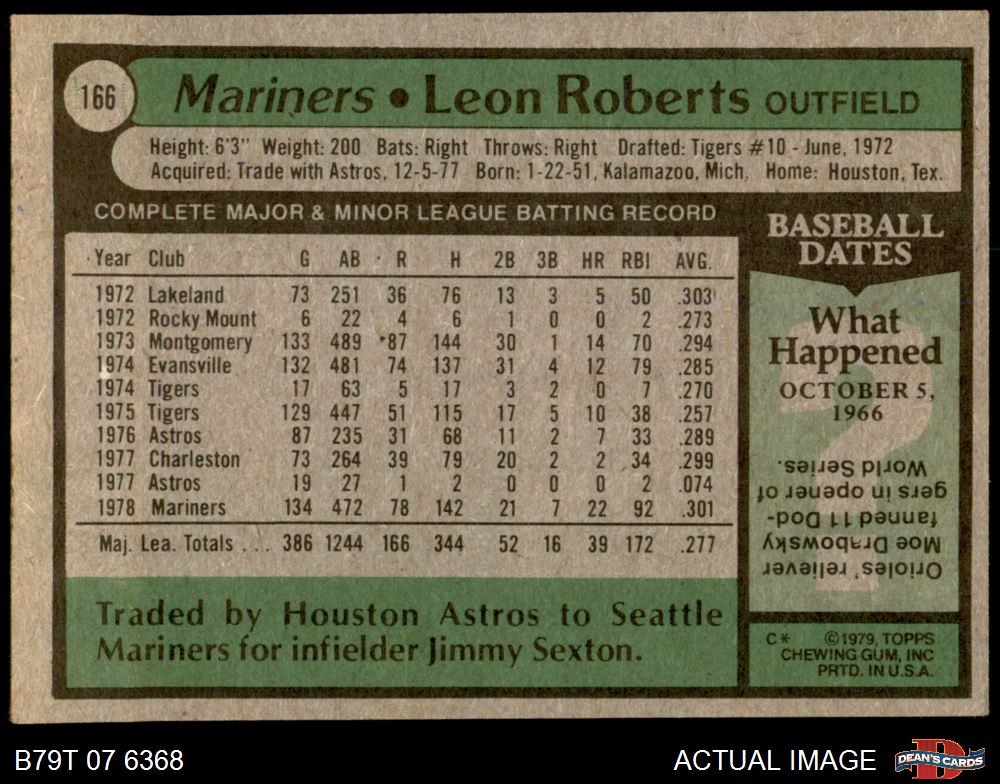 166 Mariners • Leon Roberts OUTFIELD
Height: 6'3" Weight: 200 Bats: Right Throws: Right Drafted: Tigers #10 - June, 1972
Acquired: Trade with Astros, 12-5-77 Born: 1-22-51, Kalamazoo, Mich. Home: Houston, Tex.
COMPLETE MAJOR & MINOR LEAGUE BATTING RECORD
Year Club G AB R H 2B 3B HR RBI AVG.
1972 Lakeland 73 251 36 76 13 3 5 50 .303
1972 Rocky Mount 6 22 4 6 1 0 0 2 .273
1973 Montgomery 133 489 87 144 30 1 14 70 .294
1974 Evansville 132 481 74 137 31 4 12 79 .285
1974 Tigers 17 63 5 17 3 2 0 7 .270
1975 Tigers 129 447 51 115 17 5 10 38 .257
1976 Astros 87 235 31 68 11 2 7 33 .289
1977 Charleston 73 264 39 79 20 2 2 34 .299
1977 Astros 19 27 1 2 0 0 0 2 .074
1978 Mariners 134 472 78 142 21 7 22 92 .301
Maj. Lea. Totals ... 386 1244 166 344 52 16 39 172 .277
Traded by Houston Astros to Seattle
Mariners for infielder Jimmy Sexton.
BASEBALL
DATES
What
Happened
OCTOBER 5,
1966
Orioles' reliever
Moe Drabowsky
fanned 11 Dod-
gers in opener of
World Series.
C* ©1979, TOPPS
CHEWING GUM, INC
PRTD. IN U.S.A.
B79T 07 6368
ACTUAL IMAGE
D
DEAN'S CARDS